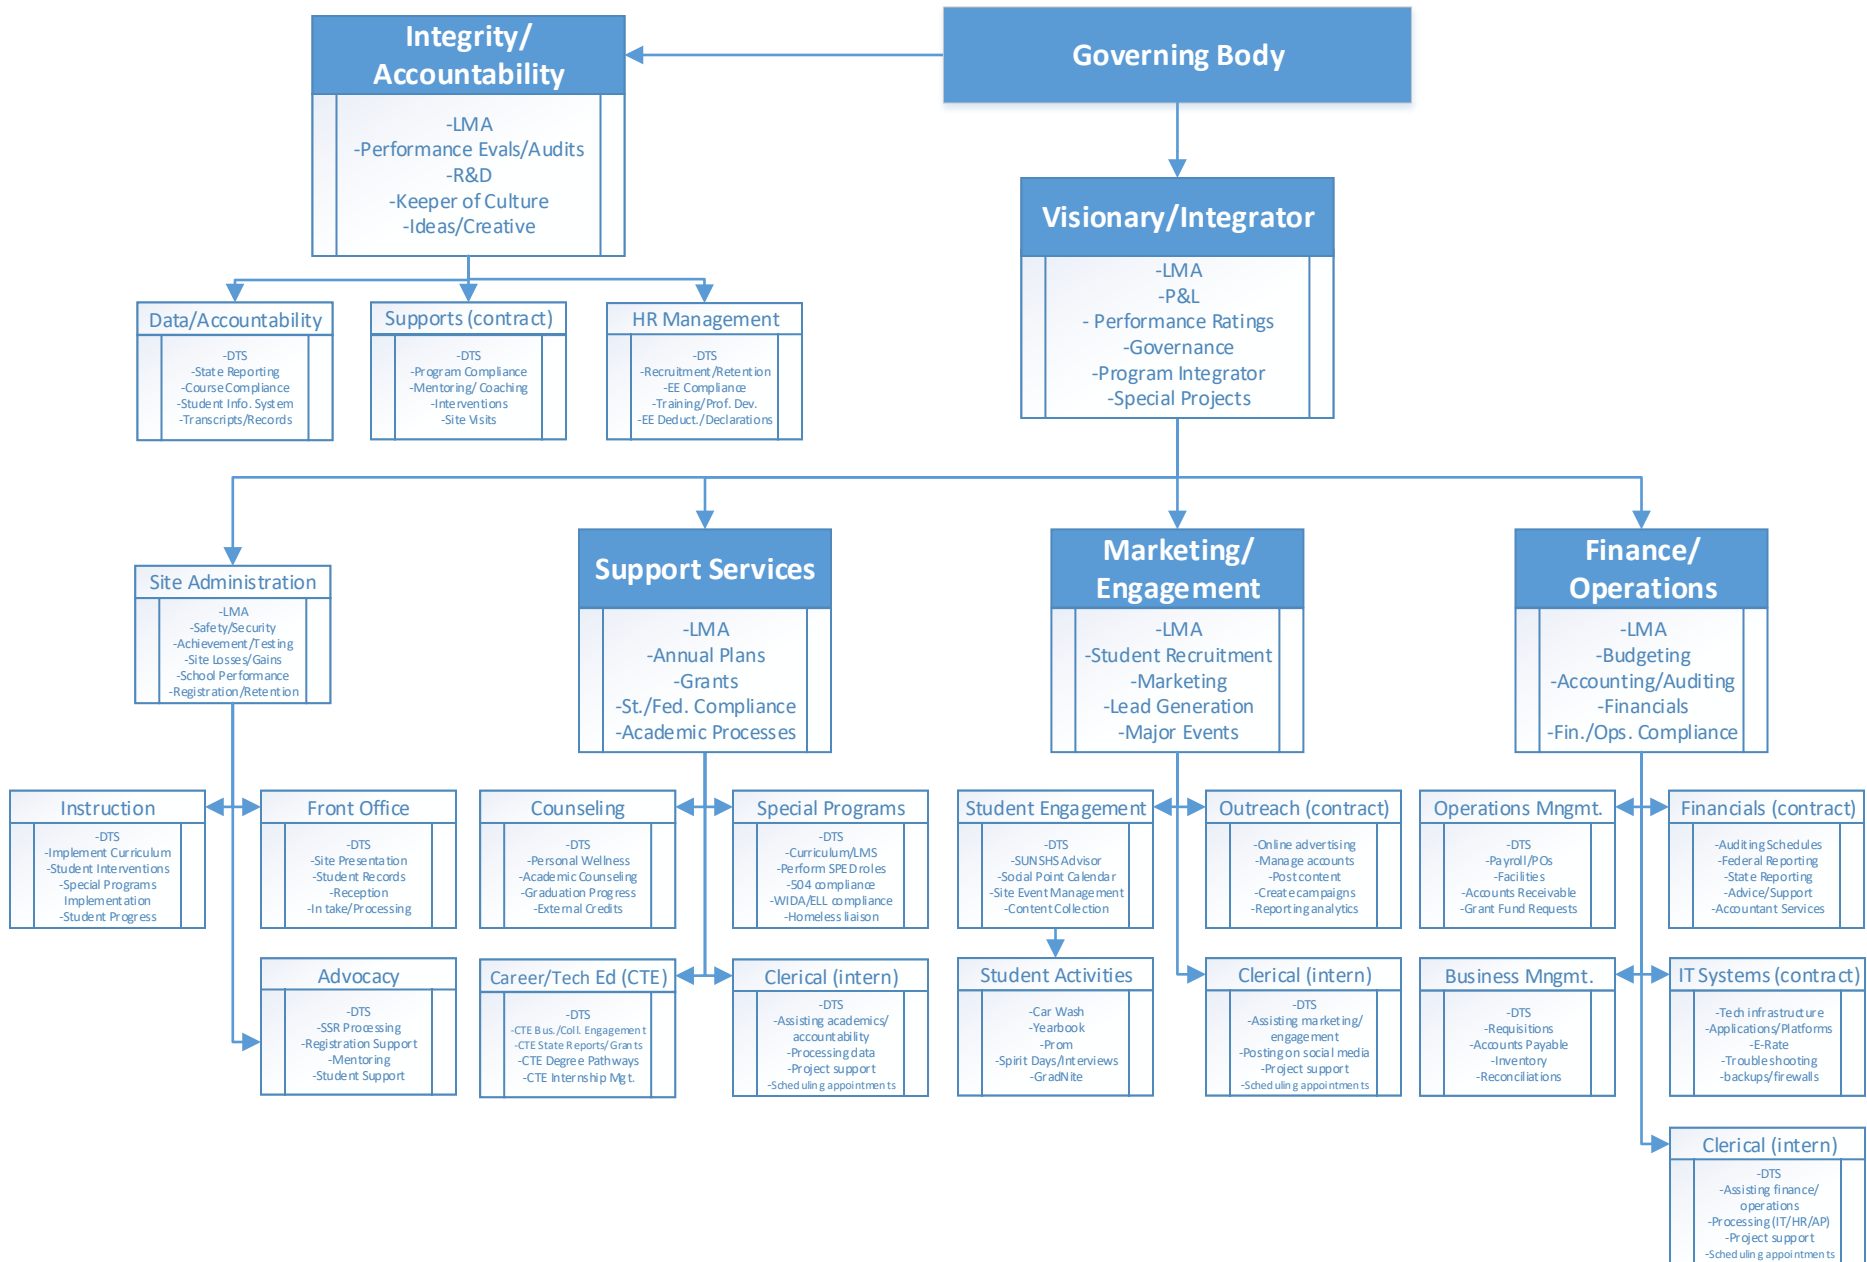 Integrity/
Accountability
-LMA
-Performance Evals/Audits
-R&D
-Keeper of Culture
-Ideas/Creative
Governing Body
Visionary/Integrator
-LMA
-P&L
- Performance Ratings
-Governance
-Program Integrator
-Special Projects
Data/Accountability
-DTS
-State Reporting
-Course Compliance
-Student Info. System
-Transcripts/Records
Supports (contract)
-DTS
-Program Compliance
-Mentoring/ Coaching
-Interventions
-Site Visits
HR Management
-DTS
-Recruitment/Retention
-EE Compliance
-Training/Prof. Dev.
-EE Deduct./Declarations
Site Administration
-LMA
-Safety/Security
-Achievement/Testing
-Site Losses/Gains
-School Performance
-Registration/Retention
Support Services
-LMA
-Annual Plans
-Grants
-St./Fed. Compliance
-Academic Processes
Marketing/
Engagement
-LMA
-Student Recruitment
-Marketing
-Lead Generation
-Major Events
Finance/
Operations
-LMA
-Budgeting
-Accounting/Auditing
-Financials
-Fin./Ops. Compliance
Instruction
-DTS
-Implement Curriculum
-Student Interventions
-Special Programs
Implementation
-Student Progress
Front Office
-DTS
-Site Presentation
-Student Records
-Reception
-Intake/Processing
Counseling
-DTS
-Personal Wellness
-Academic Counseling
-Graduation Progress
-External Credits
Special Programs
-DTS
-Curriculum/LMS
-Perform SPED roles
-504 compliance
-WIDA/ELL compliance
-Homeless liaison
Student Engagement
-DTS
-SUNSHS Advisor
-Social Point Calendar
-Site Event Management
-Content Collection
Outreach (contract)
-Online advertising
-Manage accounts
-Post content
-Create campaigns
-Reporting analytics
Operations Mngmt.
-DTS
-Payroll/POs
-Facilities
-Accounts Receivable
-Grant Fund Requests
Financials (contract)
-Auditing Schedules
-Federal Reporting
-State Reporting
-Advice/Support
-Accountant Services
Advocacy
-DTS
-SSR Processing
-Registration Support
-Mentoring
-Student Support
Career/Tech Ed (CTE)
-DTS
-CTE Bus./Coll. Engagement
-CTE State Reports/Grants
-CTE Degree Pathways
-CTE Internship Mgt.
Clerical (intern)
-DTS
-Assisting academics/
accountability
-Processing data
-Project support
-Scheduling appointments
Student Activities
-Car Wash
-Yearbook
-Prom
-Spirit Days/Interviews
-GradNite
Clerical (intern)
-DTS
-Assisting marketing/
engagement
-Posting on social media
-Project support
-Scheduling appointments
Business Mngmt.
-DTS
-Requisitions
-Accounts Payable
-Inventory
-Reconciliations
IT Systems (contract)
-Tech infrastructure
-Applications/Platforms
-E-Rate
-Troubleshooting
-backups/firewalls
Clerical (intern)
-DTS
-Assisting finance/
operations
-Processing (IT/HR/AP)
-Project support
-Scheduling appointments